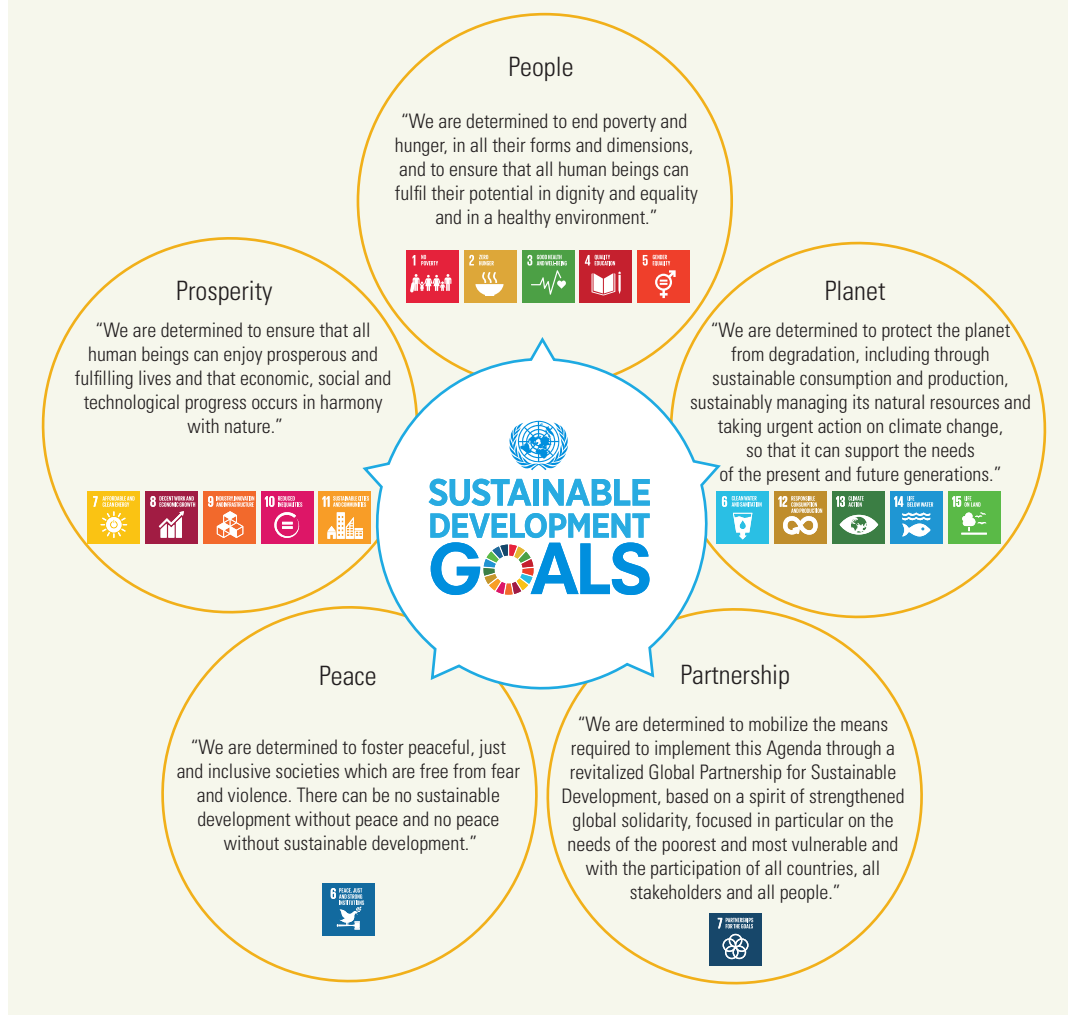 People
“We are determined to end poverty and
hunger, in all their forms and dimensions,
and to ensure that all human beings can
fulfil their potential in dignity and equality
and in a healthy environment.”
1 NO
POVERTY
2 ZERO
HUNGER
3 GOOD HEALTH
AND WELL-BEING
4 QUALITY
EDUCATION
5 GENDER
EQUALITY
Prosperity
“We are determined to ensure that all
human beings can enjoy prosperous and
fulfilling lives and that economic, social and
technological progress occurs in harmony
with nature.”
7 AFFORDABLE AND
CLEAN ENERGY
8 DECENT WORK AND
ECONOMIC GROWTH
9 INDUSTRY, INNOVATION
AND INFRASTRUCTURE
10 REDUCED
INEQUALITIES
11 SUSTAINABLE CITIES
AND COMMUNITIES
Planet
“We are determined to protect the planet
from degradation, including through
sustainable consumption and production,
sustainably managing its natural resources and
taking urgent action on climate change,
so that it can support the needs
of the present and future generations.”
6 CLEAN WATER
AND SANITATION
12 RESPONSIBLE
CONSUMPTION
AND PRODUCTION
13 CLIMATE
ACTION
14 LIFE
BELOW WATER
15 LIFE
ON LAND
SUSTAINABLE
DEVELOPMENT
GOALS
Peace
“We are determined to foster peaceful, just
and inclusive societies which are free from fear
and violence. There can be no sustainable
development without peace and no peace
without sustainable development.”
6 PEACE, JUST
AND STRONG
INSTITUTIONS
Partnership
“We are determined to mobilize the means
required to implement this Agenda through a
revitalized Global Partnership for Sustainable
Development, based on a spirit of strengthened
global solidarity, focused in particular on the
needs of the poorest and most vulnerable and
with the participation of all countries, all
stakeholders and all people.”
7 PARTNERSHIPS
FOR THE GOALS